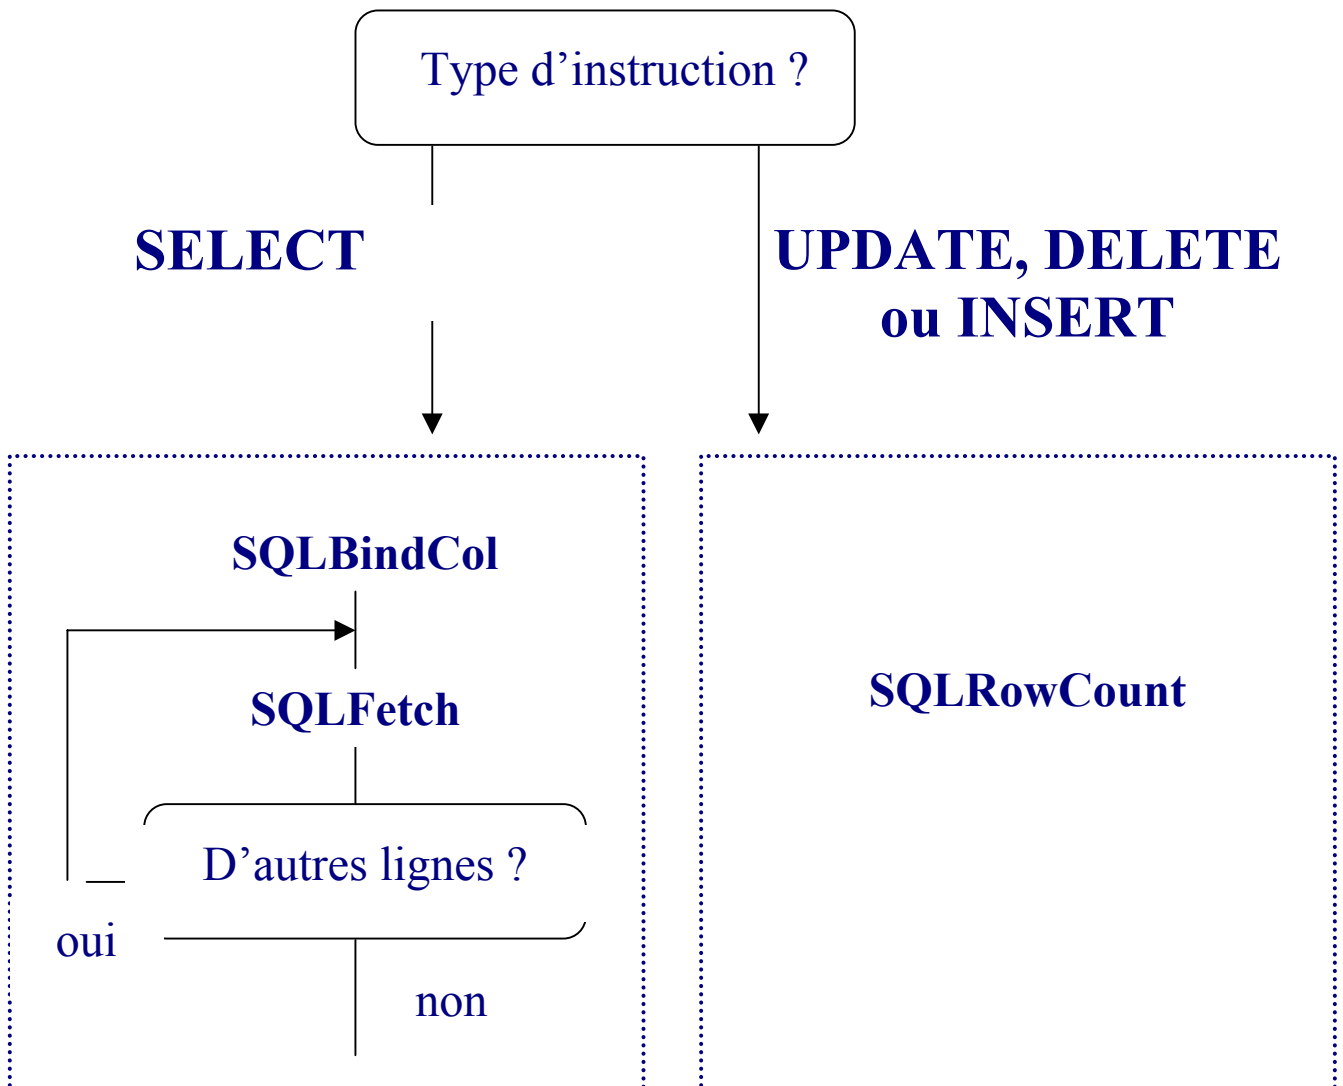 Type d’instruction ?
SELECT
UPDATE, DELETE
ou INSERT
SQLBindCol
SQLFetch
D’autres lignes ?
oui
non
SQLRowCount